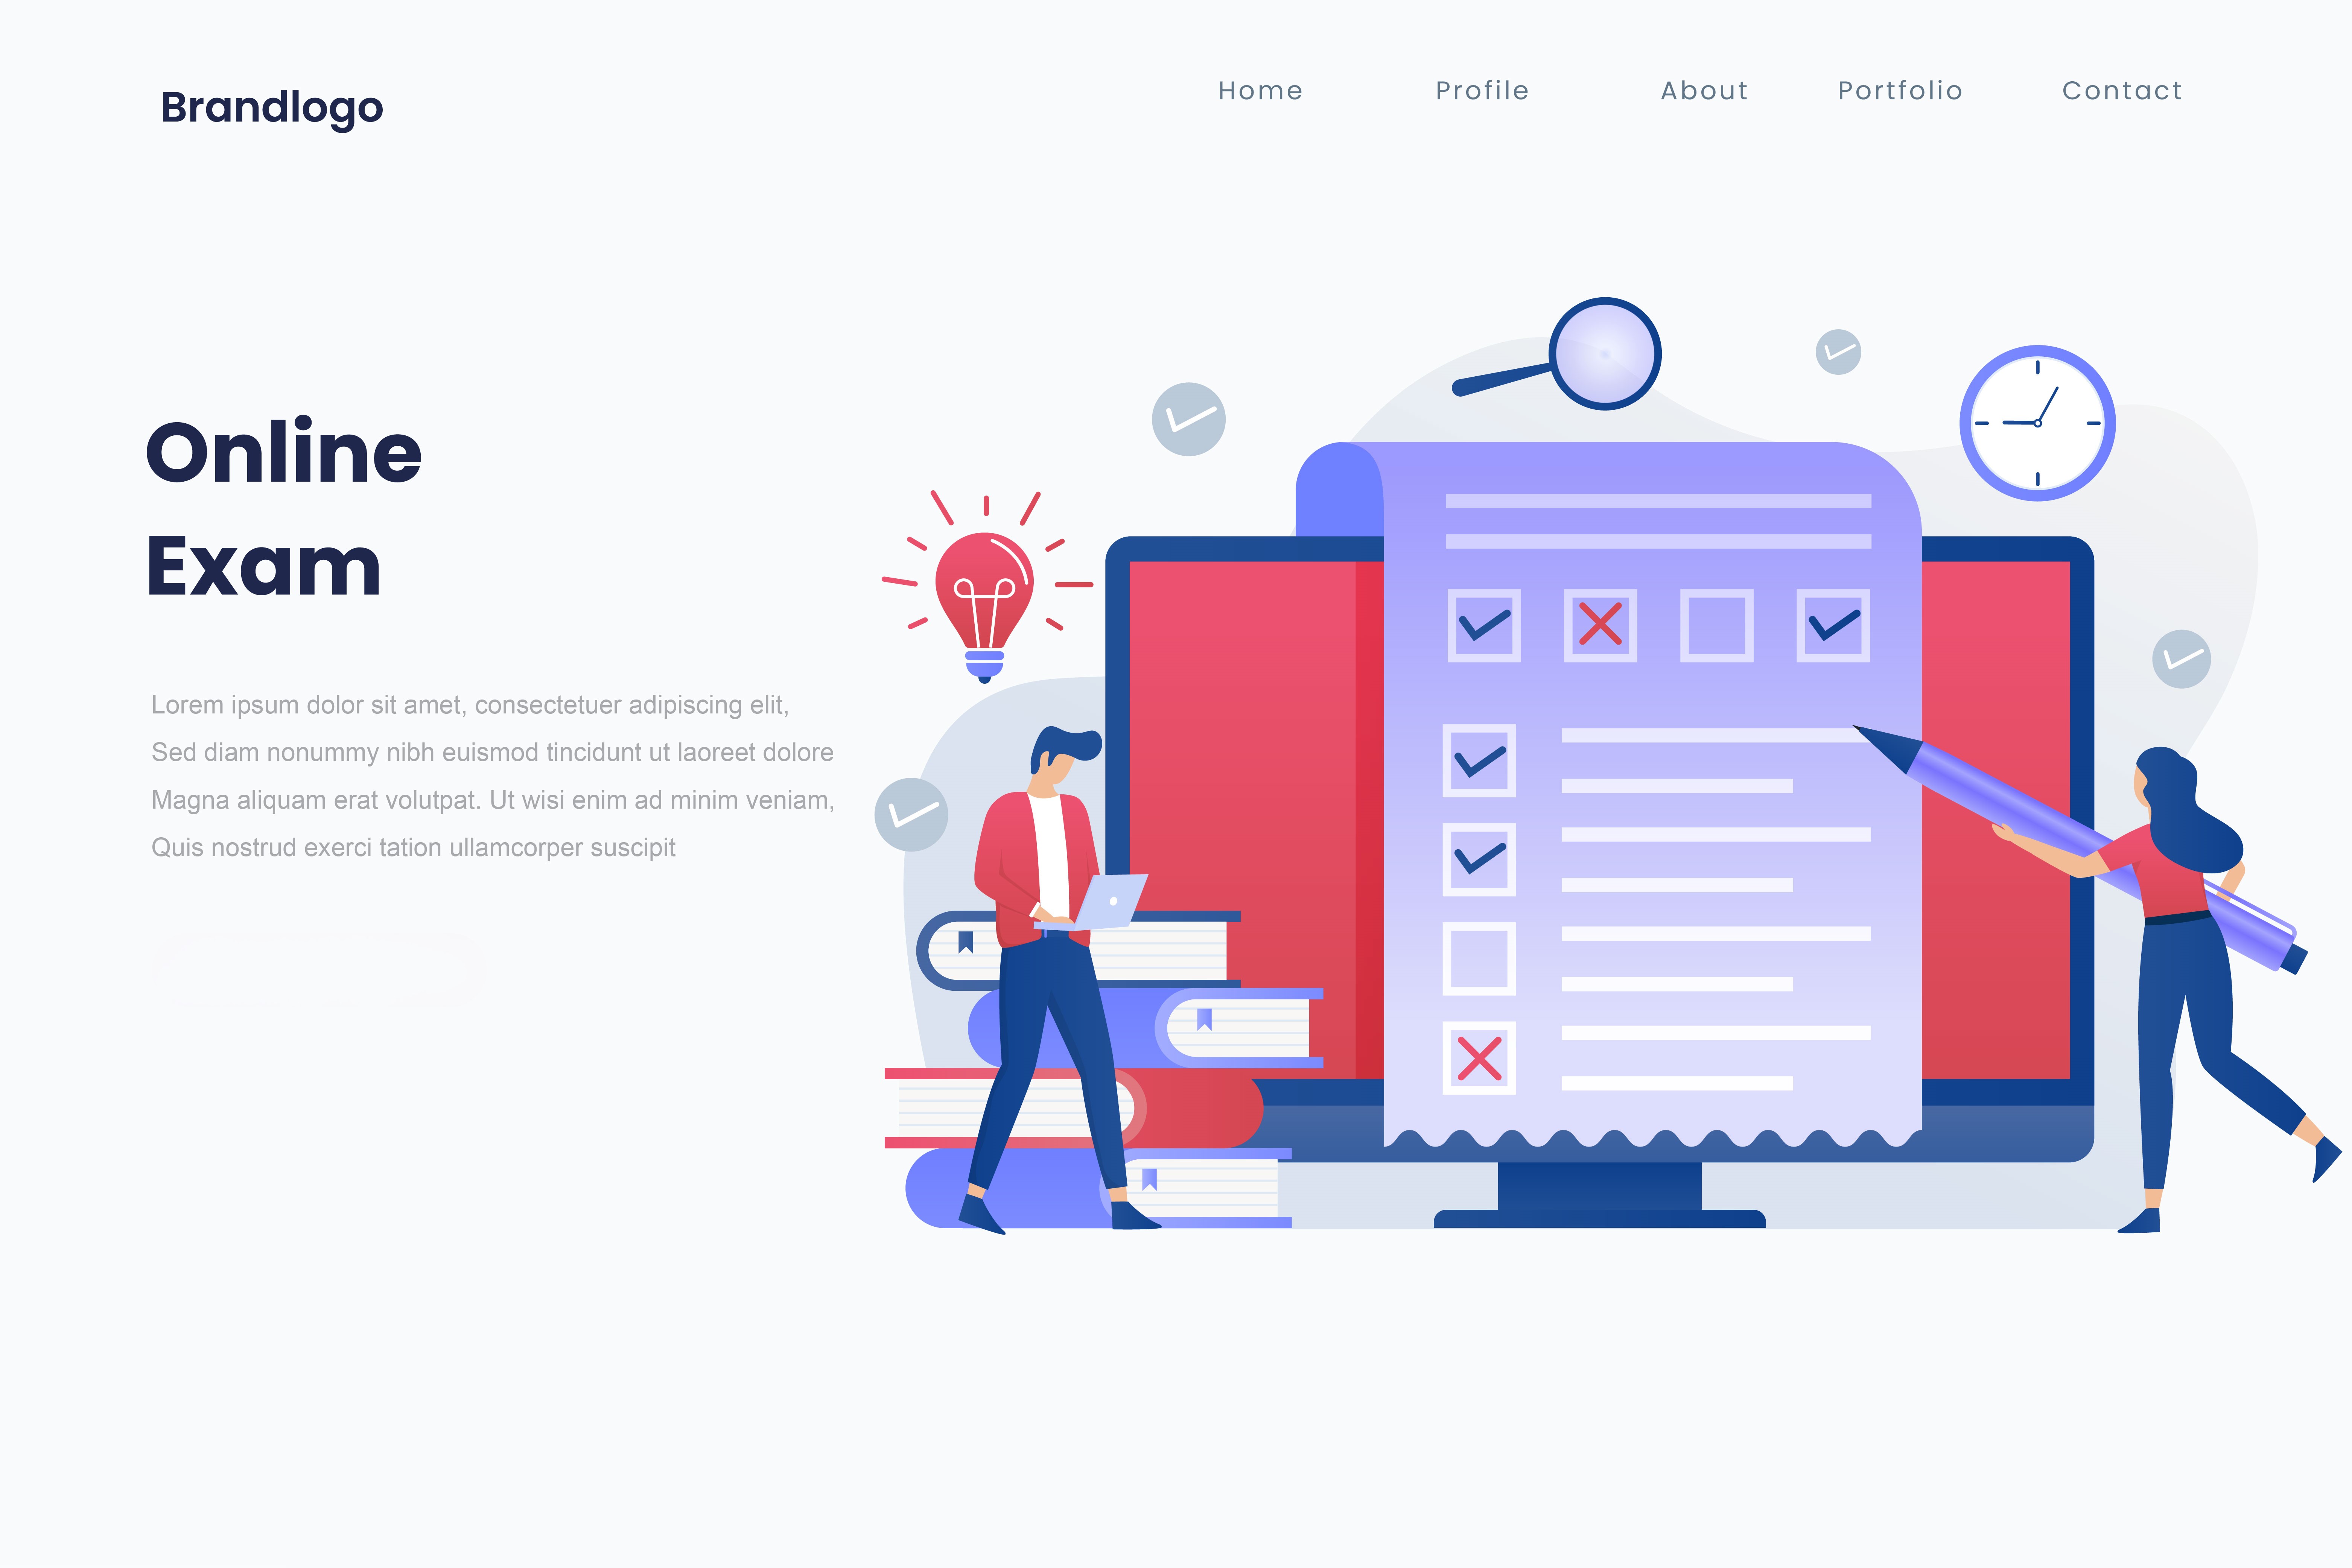 Brandlogo
Home Profile About Portfolio Contact
Online
Exam
Lorem ipsum dolor sit amet, consectetuer adipiscing elit,
Sed diam nonummy nibh euismod tincidunt ut laoreet dolore
Magna aliquam erat volutpat. Ut wisi enim ad minim veniam,
Quis nostrud exerci tation ullamcorper suscipit